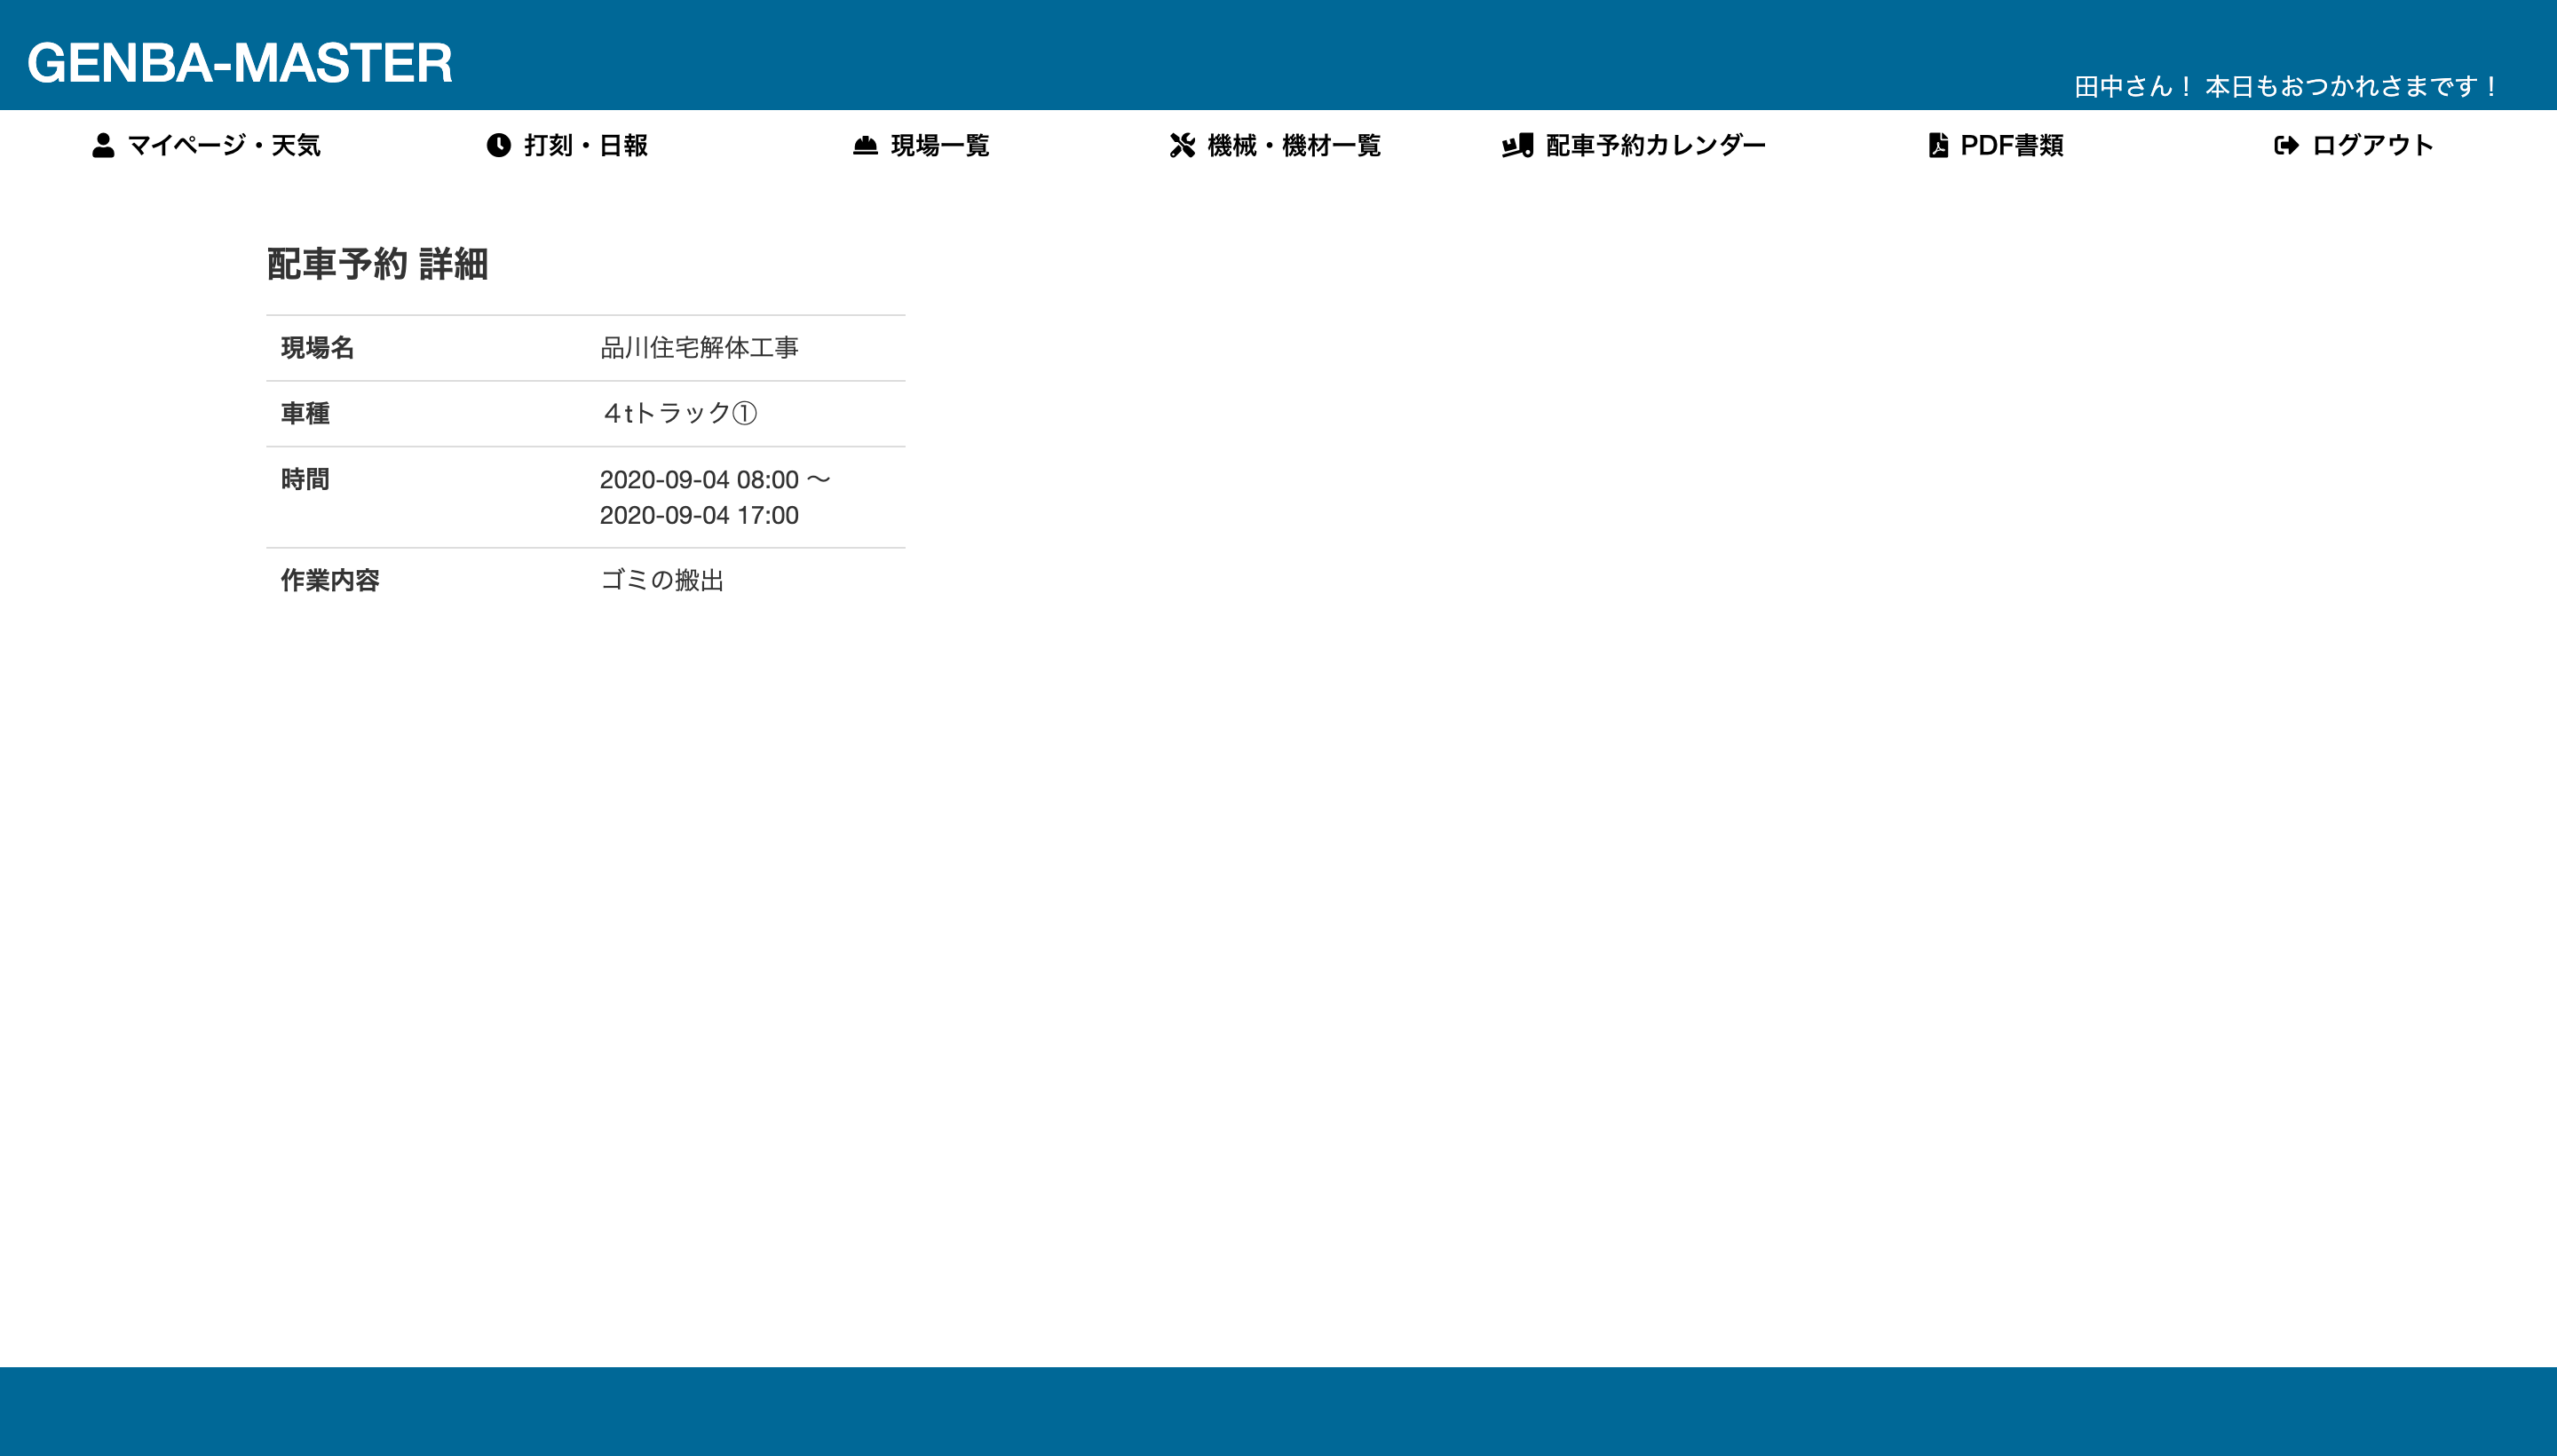 GENBA-MASTER
田中さん！ 本日もおつかれさまです！
マイページ・天気 打刻・日報 現場一覧 機械・機材一覧 配車予約カレンダー PDF書類 ログアウト
配車予約 詳細
現場名 品川住宅解体工事
車種 ４tトラック①
時間 2020-09-04 08:00 〜
2020-09-04 17:00
作業内容 ゴミの搬出